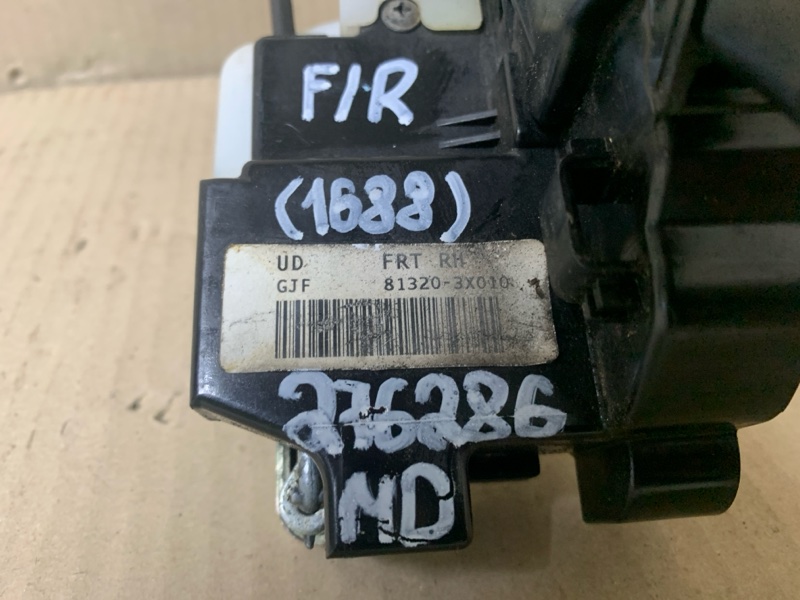 F/R
(1688)
UD FRT RH
GJF 81320-3X010
276286
MD